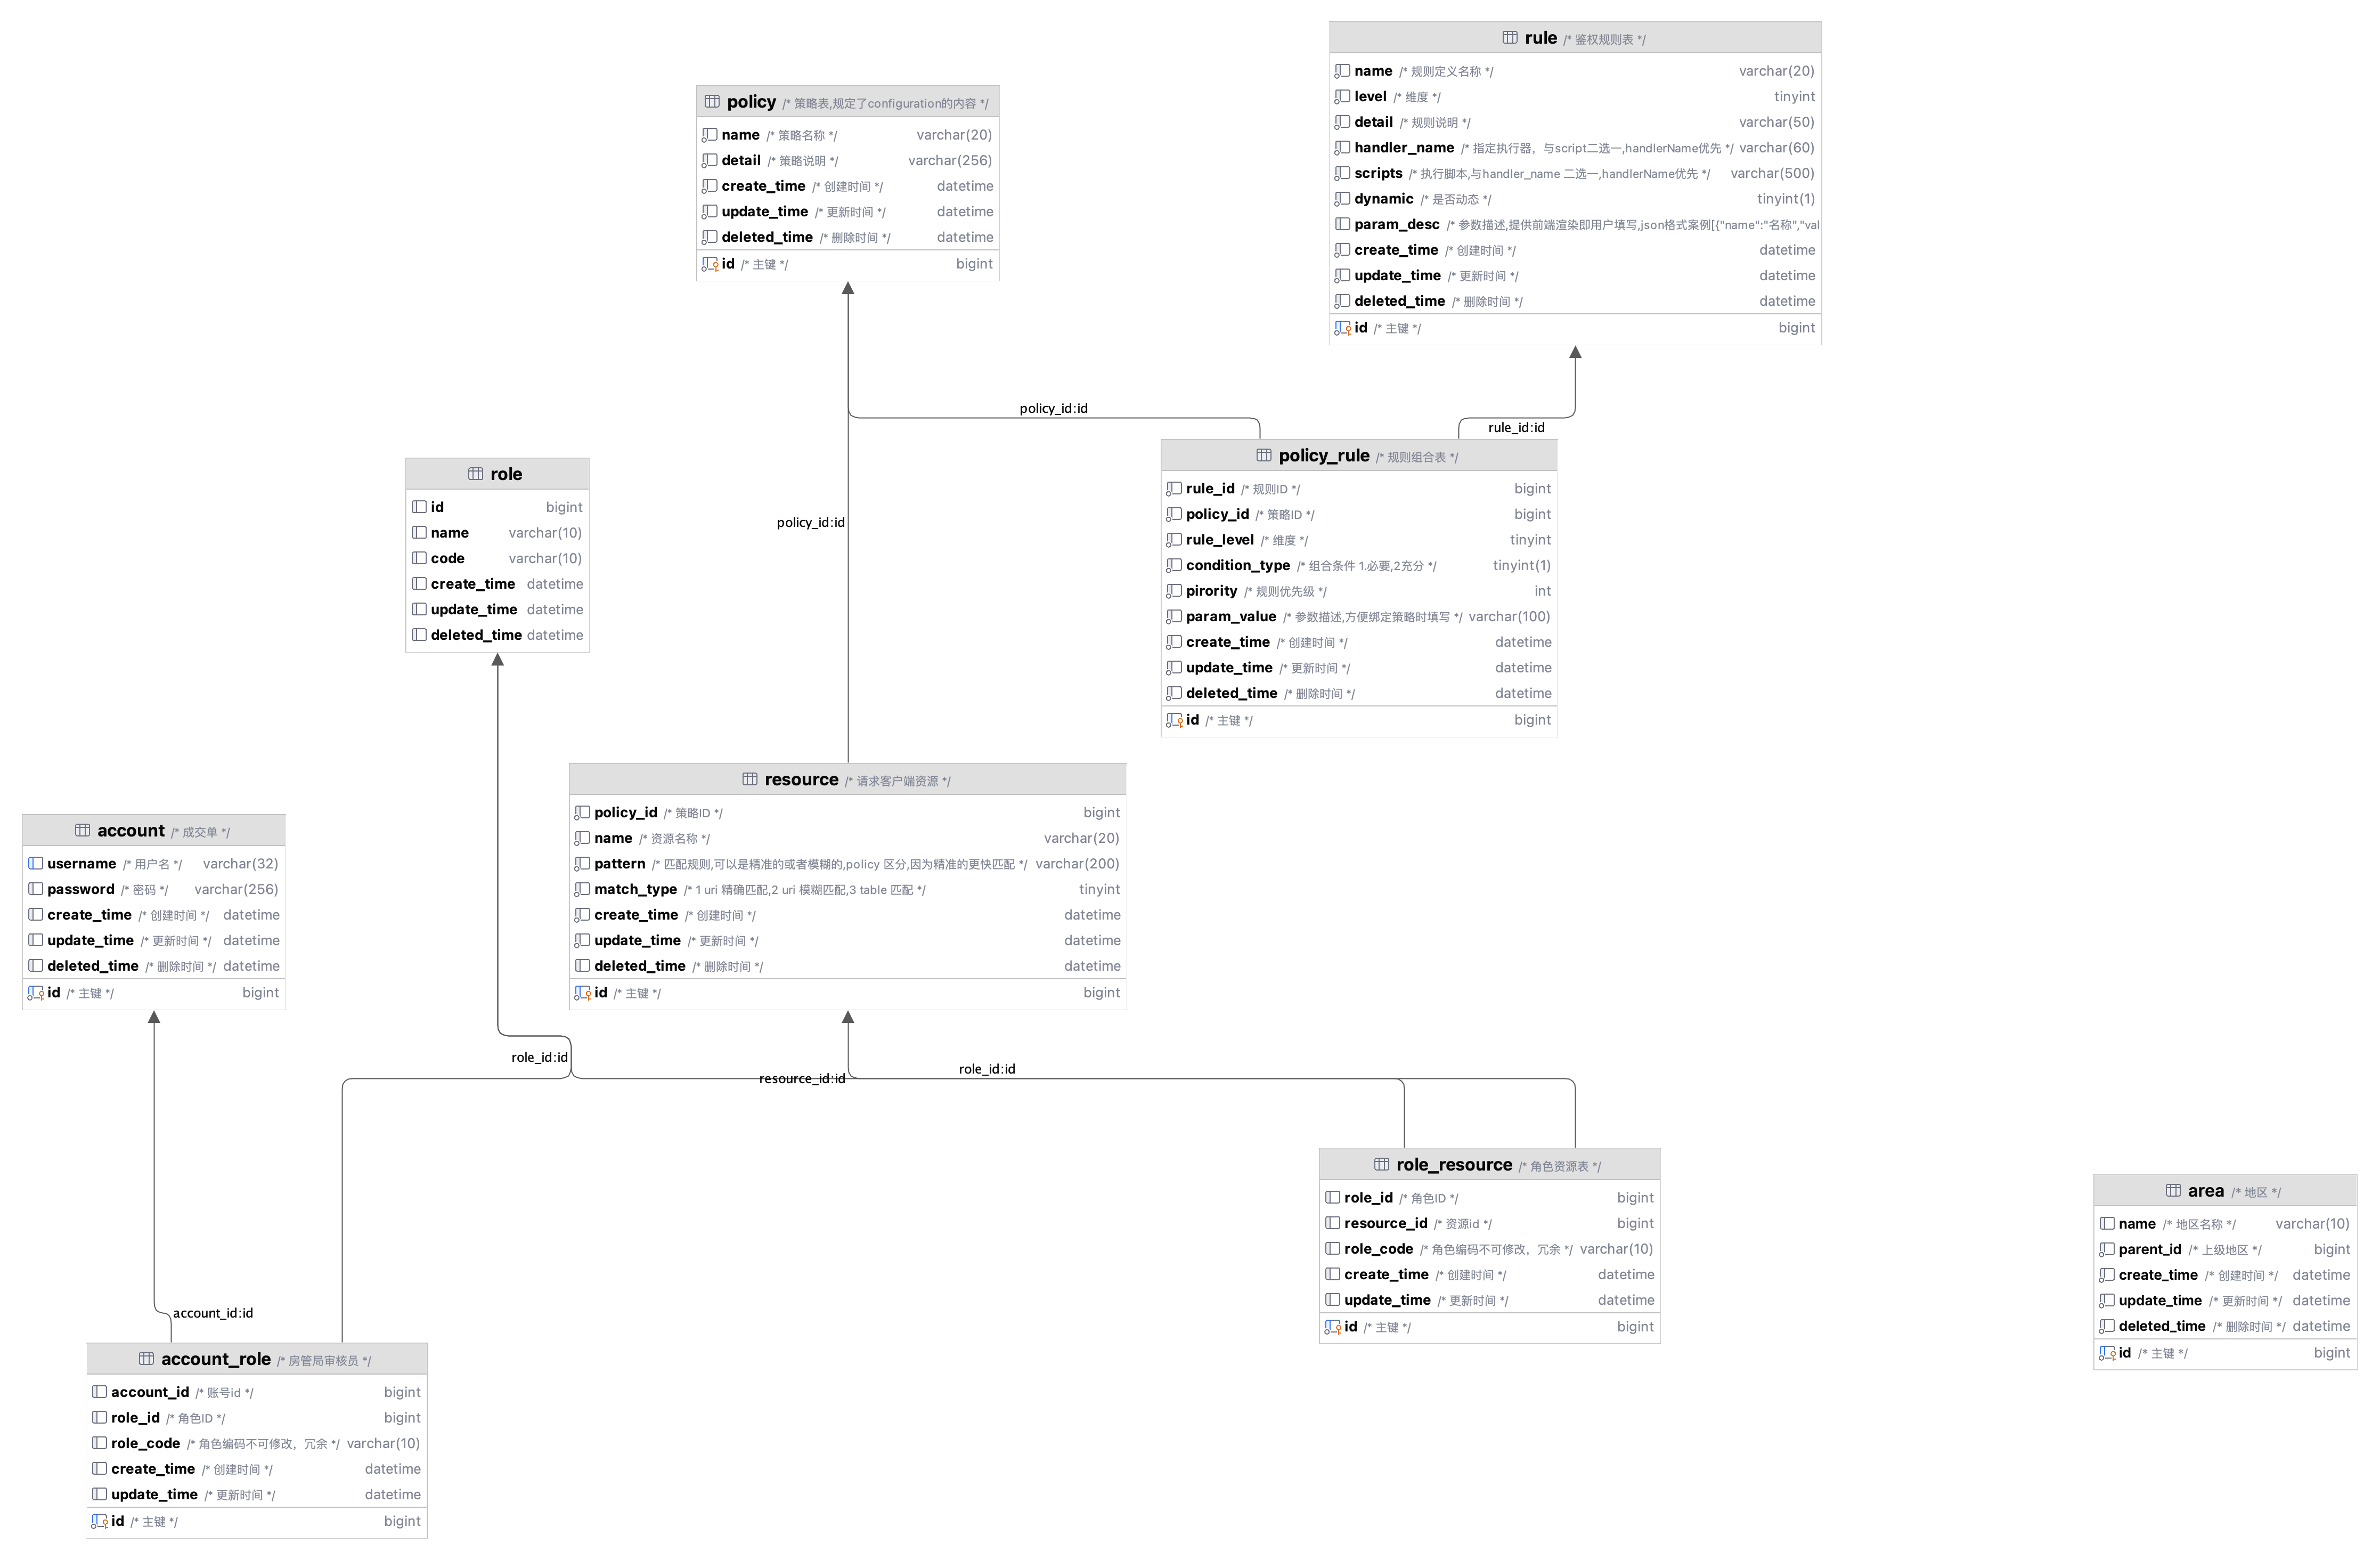 rule /* 鉴权规则表 */
name /* 规则定义名称 */ varchar(20)
level /* 维度 */ tinyint
detail /* 规则说明 */ varchar(50)
handler_name /* 指定执行器，与script二选一,handlerName优先 */ varchar(60)
scripts /* 执行脚本,与handler_name 二选一,handlerName优先 */ varchar(500)
dynamic /* 是否动态 */ tinyint(1)
param_desc /* 参数描述,提供前端渲染即用户填写,json格式案例[{"name":"名称","val
create_time /* 创建时间 */ datetime
update_time /* 更新时间 */ datetime
deleted_time /* 删除时间 */ datetime
id /* 主键 */ bigint
policy /* 策略表,规定了configuration的内容 */
name /* 策略名称 */ varchar(20)
detail /* 策略说明 */ varchar(256)
create_time /* 创建时间 */ datetime
update_time /* 更新时间 */ datetime
deleted_time /* 删除时间 */ datetime
id /* 主键 */ bigint
policy_id:id
rule_id:id
policy_rule /* 规则组合表 */
rule_id /* 规则ID */ bigint
policy_id /* 策略ID */ bigint
rule_level /* 维度 */ tinyint
condition_type /* 组合条件 1.必要,2充分 */ tinyint(1)
pirority /* 规则优先级 */ int
param_value /* 参数描述,方便绑定策略时填写 */ varchar(100)
create_time /* 创建时间 */ datetime
update_time /* 更新时间 */ datetime
deleted_time /* 删除时间 */ datetime
id /* 主键 */ bigint
role
id bigint
name varchar(10)
code varchar(10)
create_time datetime
update_time datetime
deleted_time datetime
policy_id:id
resource /* 请求客户端资源 */
policy_id /* 策略ID */ bigint
name /* 资源名称 */ varchar(20)
pattern /* 匹配规则,可以是精准的或者模糊的,policy 区分,因为精准的更快匹配 */ varchar(200)
match_type /* 1 uri 精确匹配,2 uri 模糊匹配,3 table 匹配 */ tinyint
create_time /* 创建时间 */ datetime
update_time /* 更新时间 */ datetime
deleted_time /* 删除时间 */ datetime
id /* 主键 */ bigint
account /* 成交单 */
username /* 用户名 */ varchar(32)
password /* 密码 */ varchar(256)
create_time /* 创建时间 */ datetime
update_time /* 更新时间 */ datetime
deleted_time /* 删除时间 */ datetime
id /* 主键 */ bigint
role_id:id
resource_id:id
role_id:id
role_resource /* 角色资源表 */
role_id /* 角色ID */ bigint
resource_id /* 资源id */ bigint
role_code /* 角色编码不可修改，冗余 */ varchar(10)
create_time /* 创建时间 */ datetime
update_time /* 更新时间 */ datetime
id /* 主键 */ bigint
area /* 地区 */
name /* 地区名称 */ varchar(10)
parent_id /* 上级地区 */ bigint
create_time /* 创建时间 */ datetime
update_time /* 更新时间 */ datetime
deleted_time /* 删除时间 */ datetime
id /* 主键 */ bigint
account_id:id
account_role /* 房管局审核员 */
account_id /* 账号id */ bigint
role_id /* 角色ID */ bigint
role_code /* 角色编码不可修改，冗余 */ varchar(10)
create_time /* 创建时间 */ datetime
update_time /* 更新时间 */ datetime
id /* 主键 */ bigint